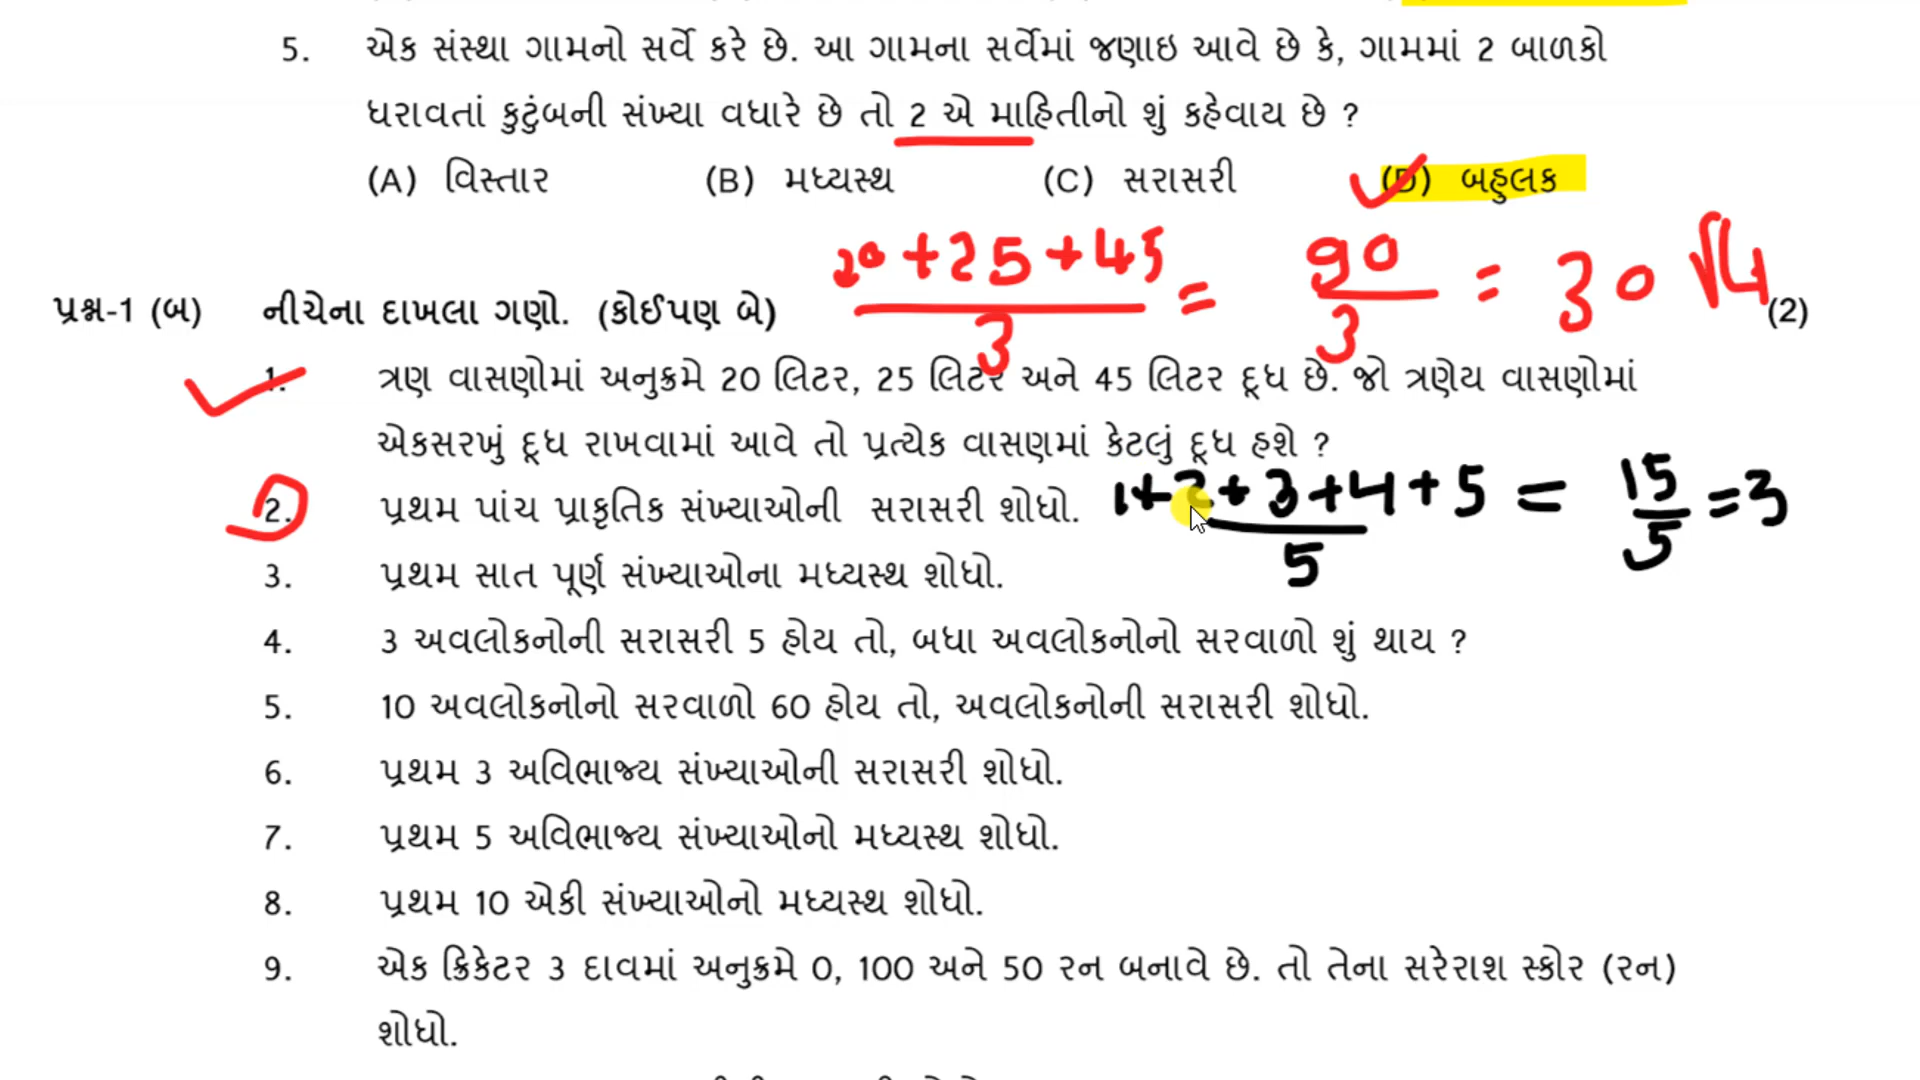 5. એક સંસ્થા ગામનો સર્વે કરે છે. આ ગામના સર્વેમાં જણાઇ આવે છે કે, ગામમાં 2 બાળકો
ધરાવતાં કુટુંબની સંખ્યા વધારે છે તો 2 એ માહિતીનો શું કહેવાય છે ?
(A) વિસ્તાર (B) મધ્યસ્થ (C) સરાસરી (D) બહુલક
20 + 25 + 45 / 3 = 90 / 3 = 30
પ્રશ્ન-1 (બ) નીચેના દાખલા ગણો. (કોઈપણ બે) (2)
1. ત્રણ વાસણોમાં અનુક્રમે 20 લિટર, 25 લિટર અને 45 લિટર દૂધ છે. જો ત્રણેય વાસણોમાં
એકસરખું દૂધ રાખવામાં આવે તો પ્રત્યેક વાસણમાં કેટલું દૂધ હશે ?
2. પ્રથમ પાંચ પ્રાકૃતિક સંખ્યાઓની સરાસરી શોધો. 1+2+3+4+5 / 5 = 15 / 5 = 3
3. પ્રથમ સાત પૂર્ણ સંખ્યાઓના મધ્યસ્થ શોધો.
4. 3 અવલોકનોની સરાસરી 5 હોય તો, બધા અવલોકનોનો સરવાળો શું થાય ?
5. 10 અવલોકનોનો સરવાળો 60 હોય તો, અવલોકનોની સરાસરી શોધો.
6. પ્રથમ 3 અવિભાજ્ય સંખ્યાઓની સરાસરી શોધો.
7. પ્રથમ 5 અવિભાજ્ય સંખ્યાઓનો મધ્યસ્થ શોધો.
8. પ્રથમ 10 એકી સંખ્યાઓનો મધ્યસ્થ શોધો.
9. એક ક્રિકેટર 3 દાવમાં અનુક્રમે 0, 100 અને 50 રન બનાવે છે. તો તેના સરેરાશ સ્કોર (રન)
શોધો.